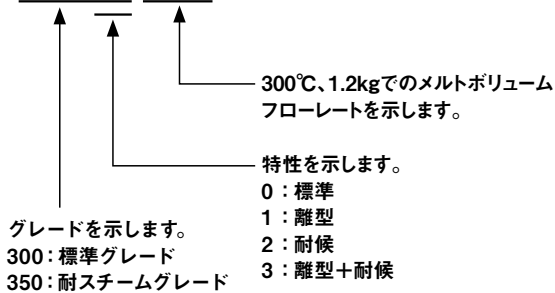 300℃、1.2kgでのメルトボリューム
フローレートを示します。
特性を示します。
0：標準
1：離型
2：耐候
3：離型＋耐候
グレードを示します。
300：標準グレード
350：耐スチームグレード